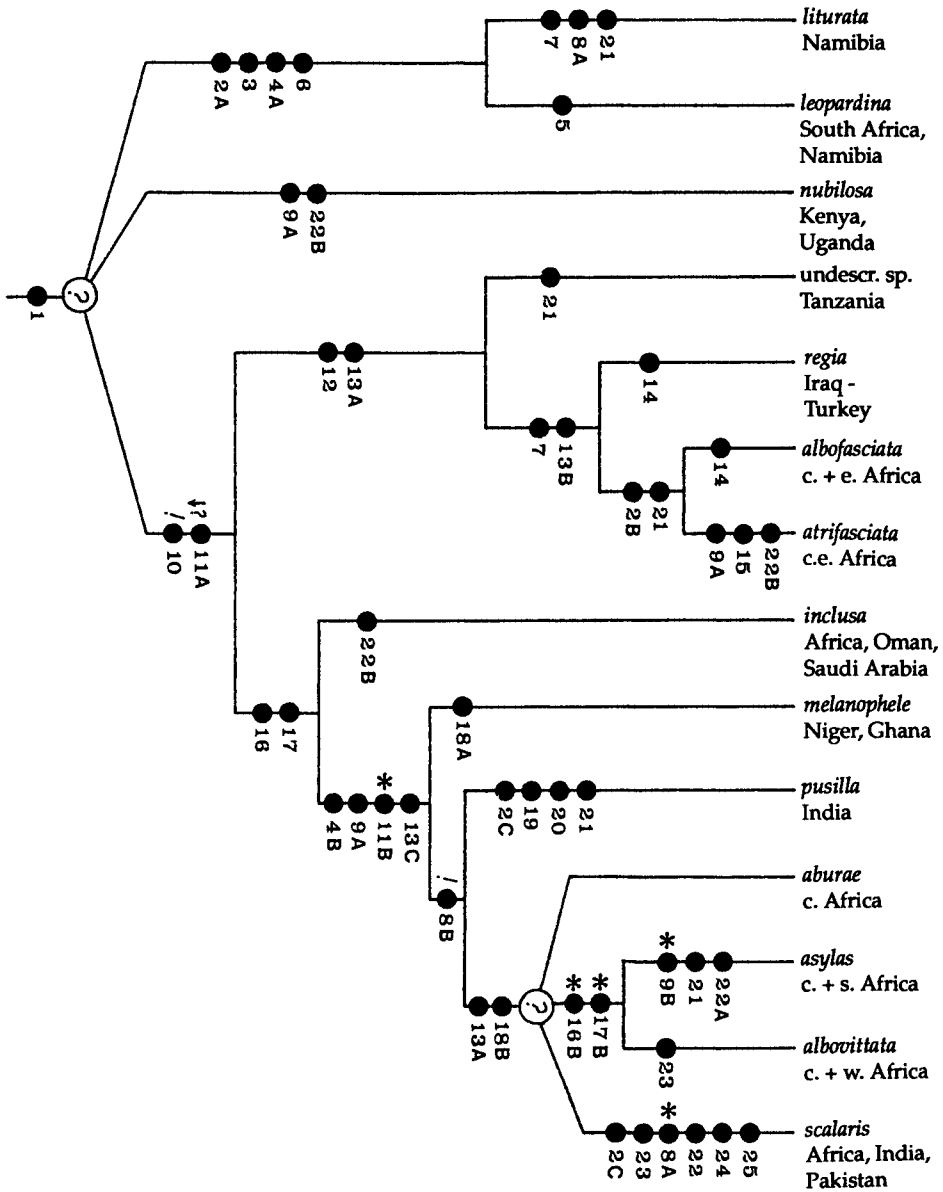 liturata
Namibia
7 8A 21
2A 3 4A 6
leopardina
South Africa,
Namibia
5
nubilosa
Kenya,
Uganda
9A 22B
undescr. sp.
Tanzania
21
?
1
12 13A
regia
Iraq -
Turkey
14
7 13B
albofasciata
c. + e. Africa
14
2B 21
atrifasciata
c.e. Africa
9A 15 22B
↓?
! 
10 11A
inclusa
Africa, Oman,
Saudi Arabia
22B
melanophele
Niger, Ghana
18A
16 17
*
4B 9A 11B 13C
pusilla
India
2C 19 20 21
!
8B
aburae
c. Africa
asylas
c. + s. Africa
*
9B 21 22A
?
* *
16B 17B
13A 18B
albovittata
c. + w. Africa
23
scalaris
Africa, India,
Pakistan
*
2C 23 8A 22 24 25